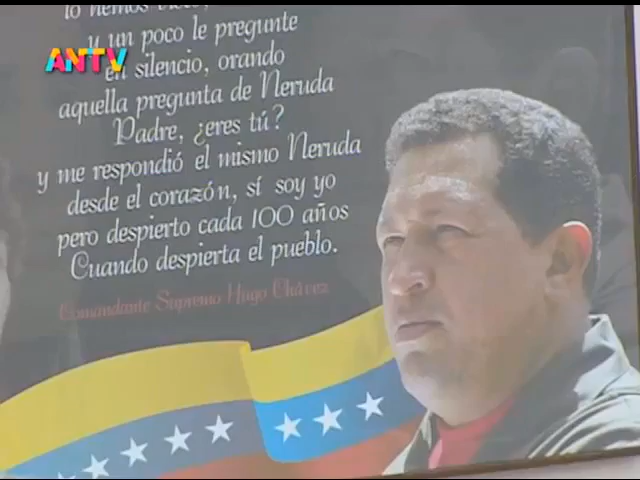 lo hemos
y un poco le pregunte
en silencio, orando
aquella pregunta de Neruda
Padre, ¿eres tú?
y me respondió el mismo Neruda
desde el corazón, sí soy yo
pero despierto cada 100 años
Cuando despierta el pueblo.
Comandante Supremo Hugo Chávez
ANTV